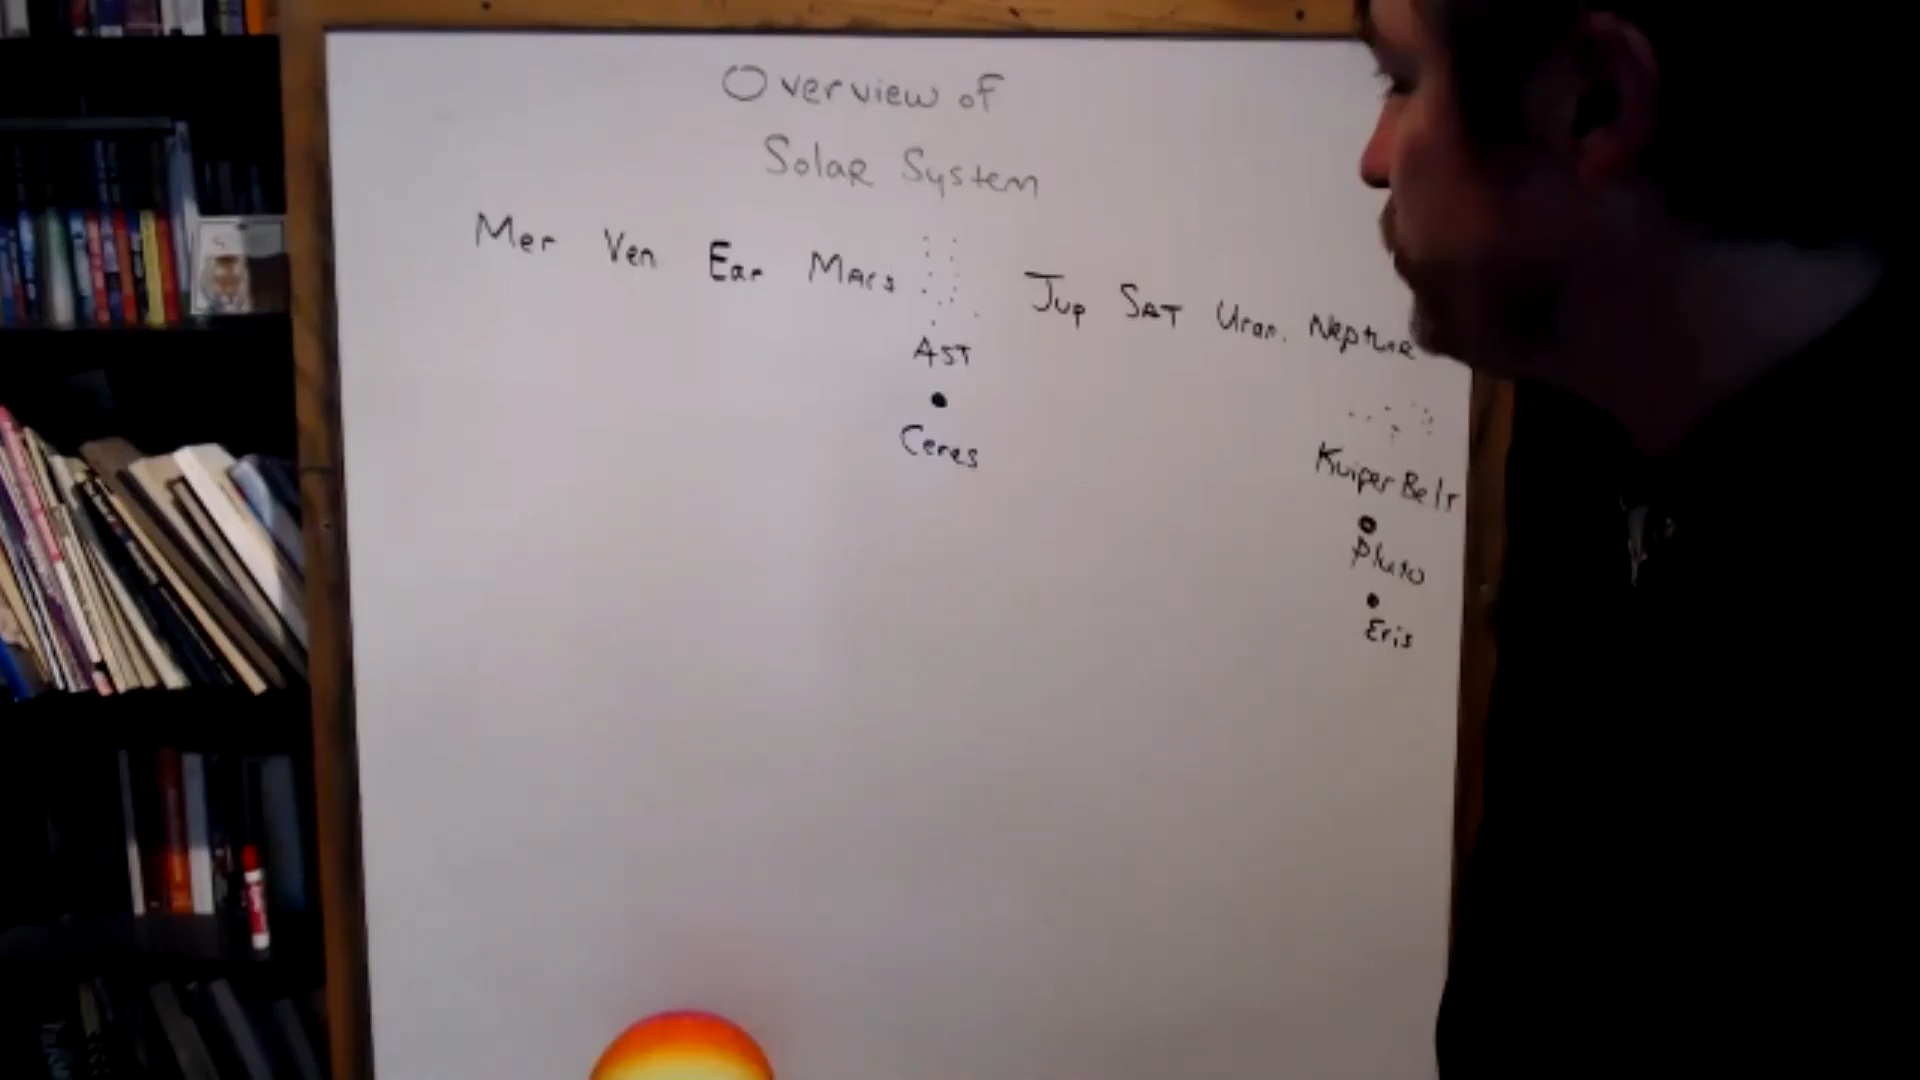 Overview of
Solar System
Mer Ven Ear Mars Jup SAT Uran. Neptune
AST
Ceres
Kuiper Belt
Pluto
Eris